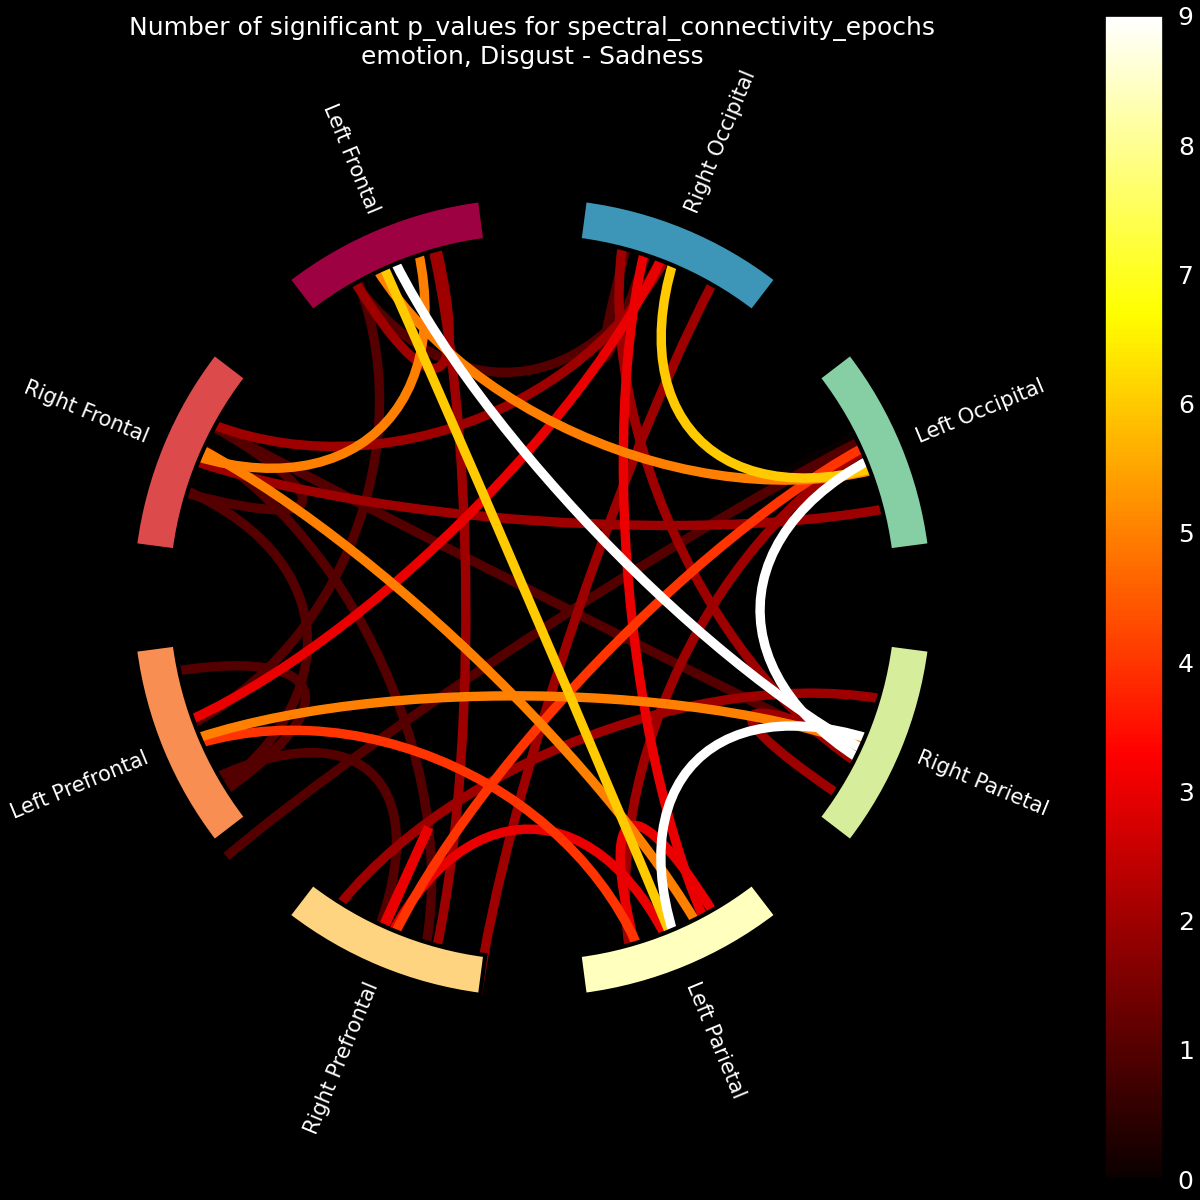 Number of significant p_values for spectral_connectivity_epochs
emotion, Disgust - Sadness
Left Frontal
Right Occipital
Right Frontal
Left Occipital
Left Prefrontal
Right Parietal
Right Prefrontal
Left Parietal
9
8
7
6
5
4
3
2
1
0